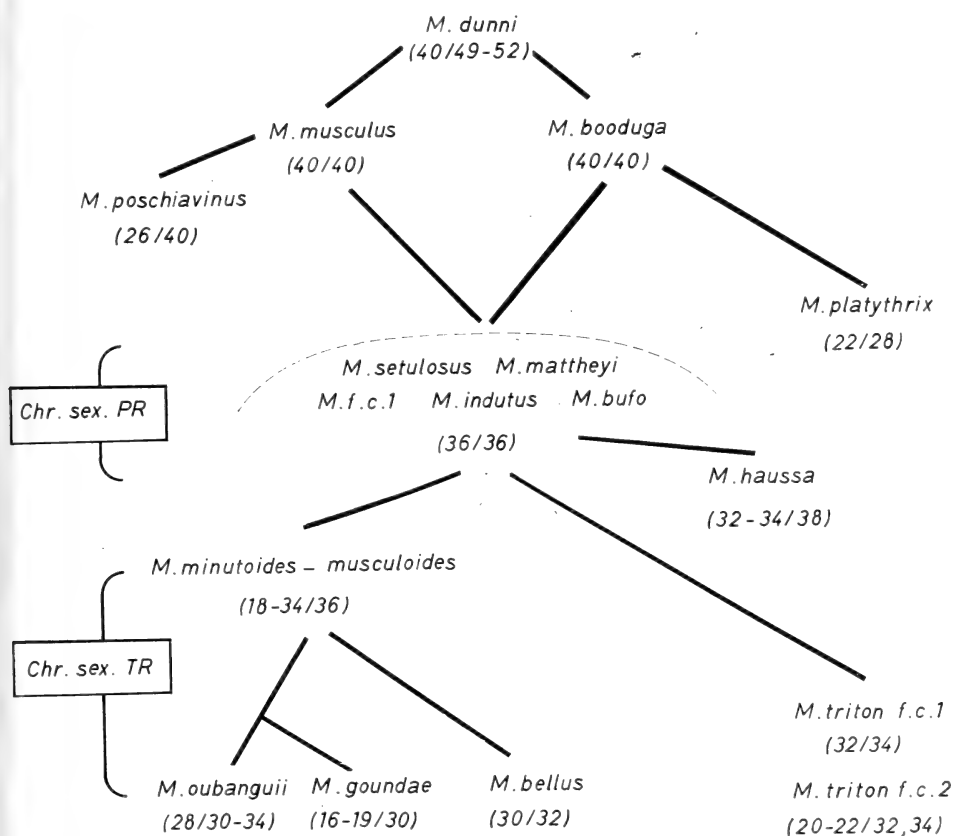 M. dunni
(40/49-52)
M. musculus
(40/40)
M. booduga
(40/40)
M. poschiavinus
(26/40)
M. platythrix
(22/28)
Chr. sex. PR
M. setulosus M. mattheyi
M.f.c.1 M. indutus M. bufo
(36/36)
M. haussa
(32-34/38)
M. minutoides - musculoides
(18-34/36)
Chr. sex. TR
M. triton f.c.1
(32/34)
M. oubanguii
(28/30-34)
M. goundae
(16-19/30)
M. bellus
(30/32)
M. triton f.c.2
(20-22/32,34)